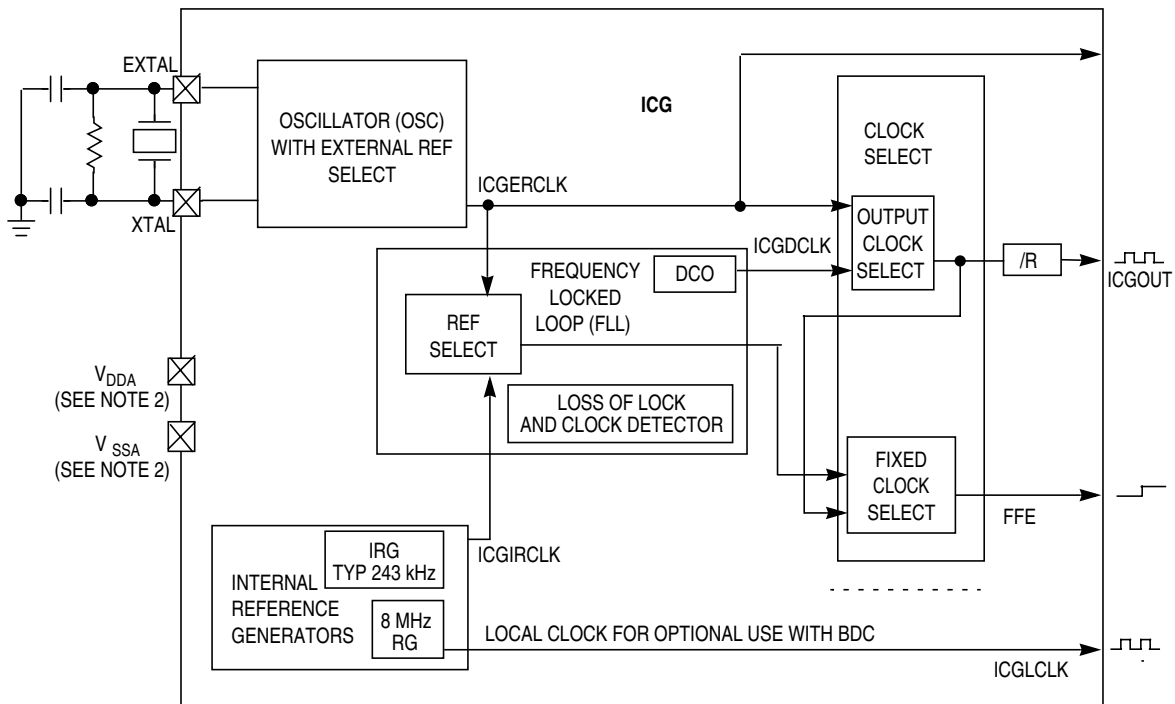 EXTAL
XTAL
OSCILLATOR (OSC)
WITH EXTERNAL REF
SELECT
ICG
CLOCK
SELECT
ICGERCLK
OUTPUT
CLOCK
SELECT
ICGDCLK
/R
ICGOUT
FREQUENCY
LOCKED
LOOP (FLL)
DCO
REF
SELECT
LOSS OF LOCK
AND CLOCK DETECTOR
VDDA
(SEE NOTE 2)
V SSA
(SEE NOTE 2)
FIXED
CLOCK
SELECT
FFE
ICGIRCLK
IRG
TYP 243 kHz
INTERNAL
REFERENCE
GENERATORS
8 MHz
RG
LOCAL CLOCK FOR OPTIONAL USE WITH BDC
ICGLCLK